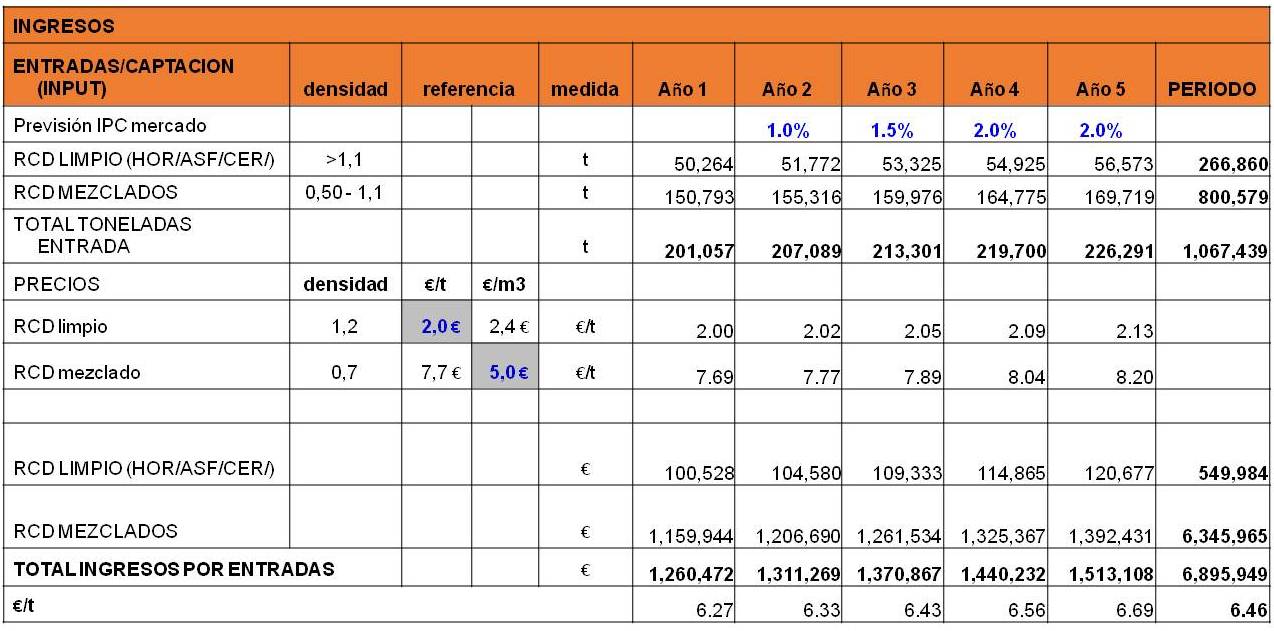 INGRESOS
ENTRADAS/CAPTACION (INPUT) densidad referencia medida Año 1 Año 2 Año 3 Año 4 Año 5 PERIODO
Previsión IPC mercado 1.0% 1.5% 2.0% 2.0%
RCD LIMPIO (HOR/ASF/CER/) >1,1 t 50,264 51,772 53,325 54,925 56,573 266,860
RCD MEZCLADOS 0,50 - 1,1 t 150,793 155,316 159,976 164,775 169,719 800,579
TOTAL TONELADAS ENTRADA t 201,057 207,089 213,301 219,700 226,291 1,067,439
PRECIOS densidad €/t €/m3
RCD limpio 1,2 2,0 € 2,4 € €/t 2.00 2.02 2.05 2.09 2.13
RCD mezclado 0,7 7,7 € 5,0 € €/t 7.69 7.77 7.89 8.04 8.20
RCD LIMPIO (HOR/ASF/CER/) € 100,528 104,580 109,333 114,865 120,677 549,984
RCD MEZCLADOS € 1,159,944 1,206,690 1,261,534 1,325,367 1,392,431 6,345,965
TOTAL INGRESOS POR ENTRADAS € 1,260,472 1,311,269 1,370,867 1,440,232 1,513,108 6,895,949
€/t 6.27 6.33 6.43 6.56 6.69 6.46